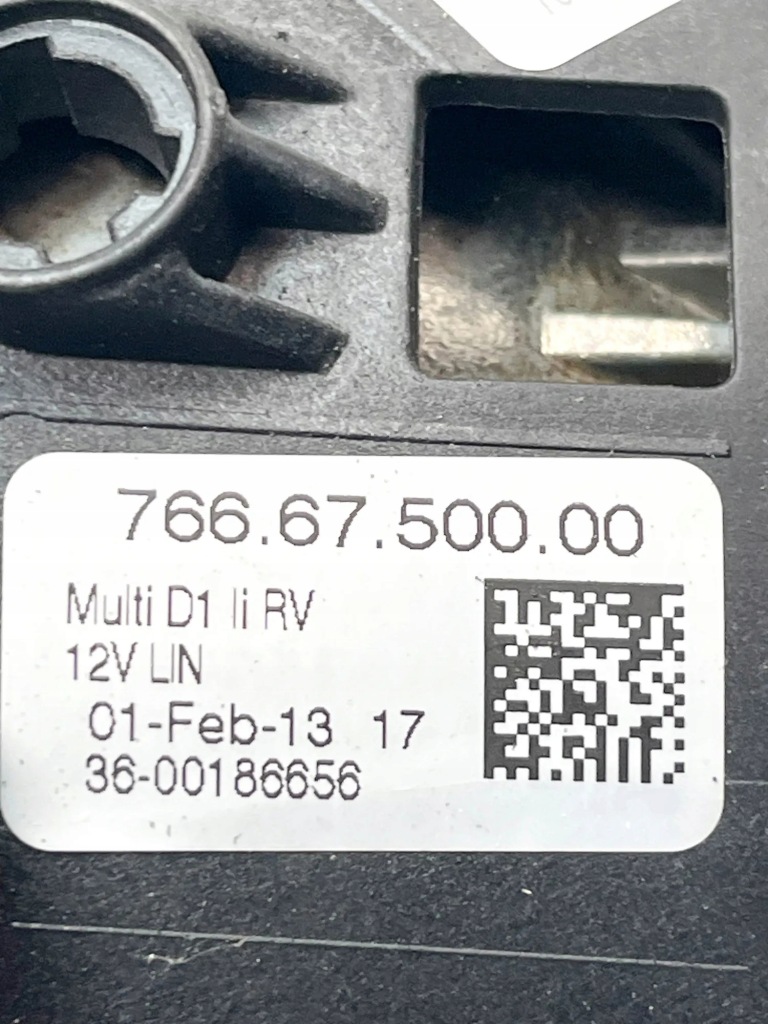 766.67.500.00
Multi D1 li RV
12V LIN
01-Feb-13 17
36-00186656